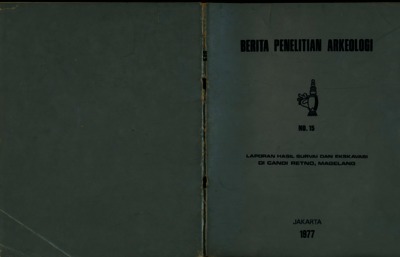 BERITA PENELITIAN ARKEOLOGI
NO. 15
LAPORAN HASIL SURVAI DAN EKSKAVASI
DI CANDI RETNO, MAGELANG
JAKARTA
1977